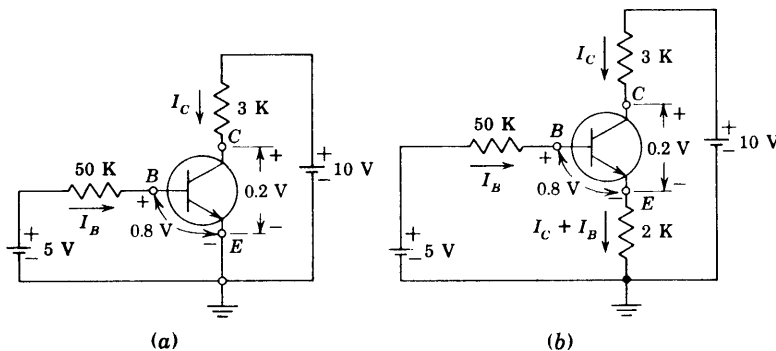 I_C
3 K
C
+
50 K
B
+
I_B
0.8 V
0.2 V
−
−
E
+
−
5 V
+
−
10 V
(a)
I_C
3 K
C
+
50 K
B
+
I_B
0.8 V
0.2 V
−
−
E
I_C + I_B
2 K
+
−
5 V
+
−
10 V
(b)